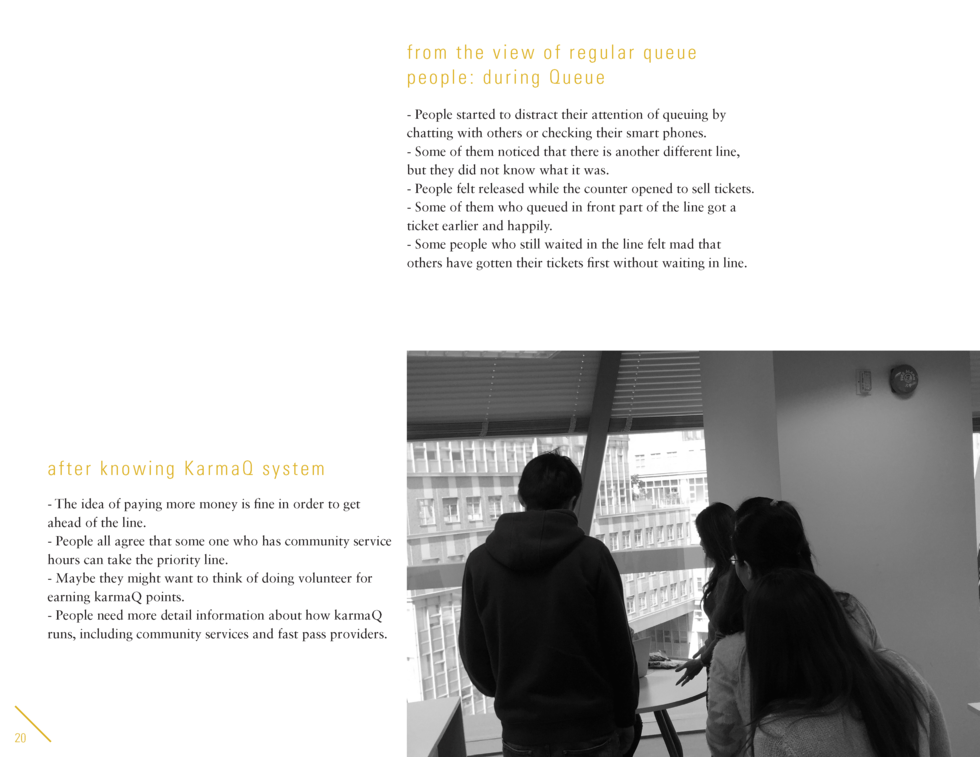 from the view of regular queue
people: during Queue
- People started to distract their attention of queuing by
chatting with others or checking their smart phones.
- Some of them noticed that there is another different line,
but they did not know what it was.
- People felt released while the counter opened to sell tickets.
- Some of them who queued in front part of the line got a
ticket earlier and happily.
- Some people who still waited in the line felt mad that
others have gotten their tickets first without waiting in line.
after knowing KarmaQ system
- The idea of paying more money is fine in order to get
ahead of the line.
- People all agree that some one who has community service
hours can take the priority line.
- Maybe they might want to think of doing volunteer for
earning karmaQ points.
- People need more detail information about how karmaQ
runs, including community services and fast pass providers.
20